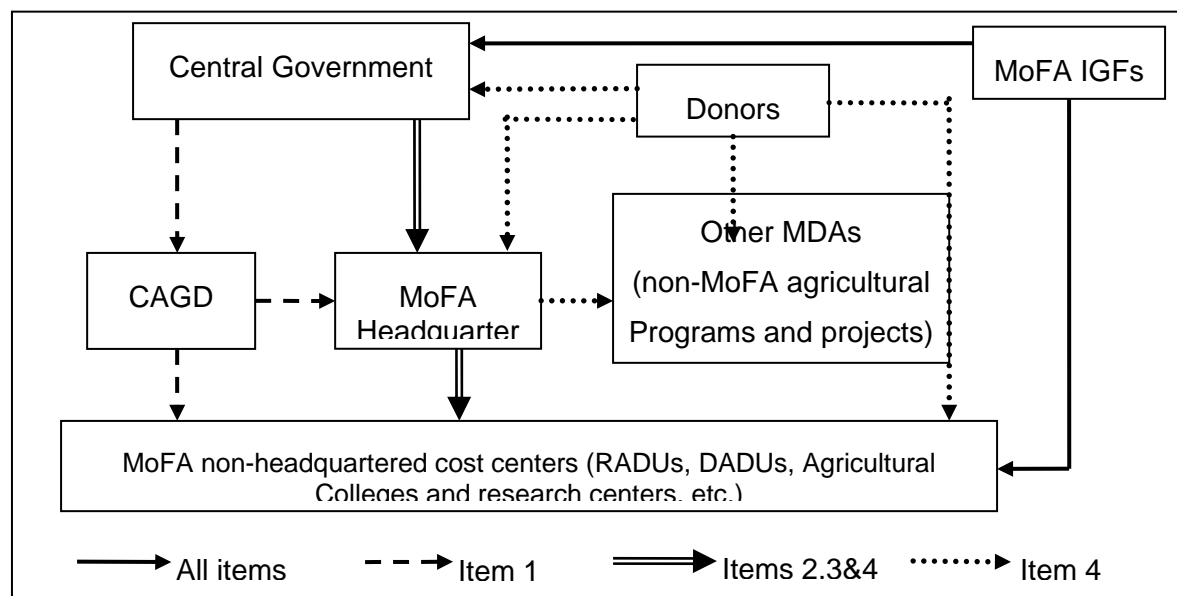 Central Government
MoFA IGFs
Donors
Other MDAs
(non-MoFA agricultural
Programs and projects)
CAGD
MoFA
Headquarter
MoFA non-headquartered cost centers (RADUs, DADUs, Agricultural
Colleges and research centers, etc.)
All items
Item 1
Items 2.3&4
Item 4